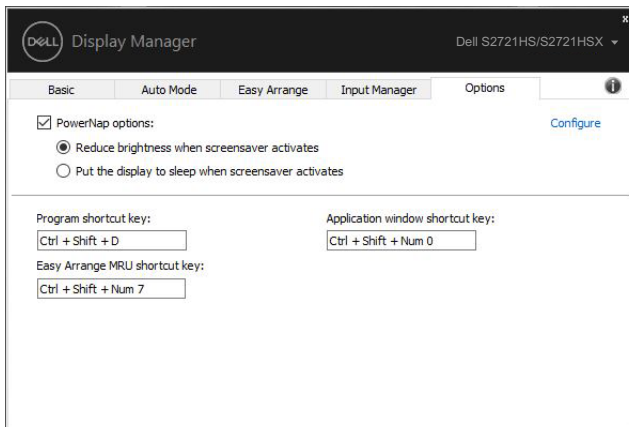 x
DELL Display Manager Dell S2721HS/S2721HSX
Basic Auto Mode Easy Arrange Input Manager Options i
PowerNap options: Configure
Reduce brightness when screensaver activates
Put the display to sleep when screensaver activates
Program shortcut key: Application window shortcut key:
Ctrl + Shift + D Ctrl + Shift + Num 0
Easy Arrange MRU shortcut key:
Ctrl + Shift + Num 7